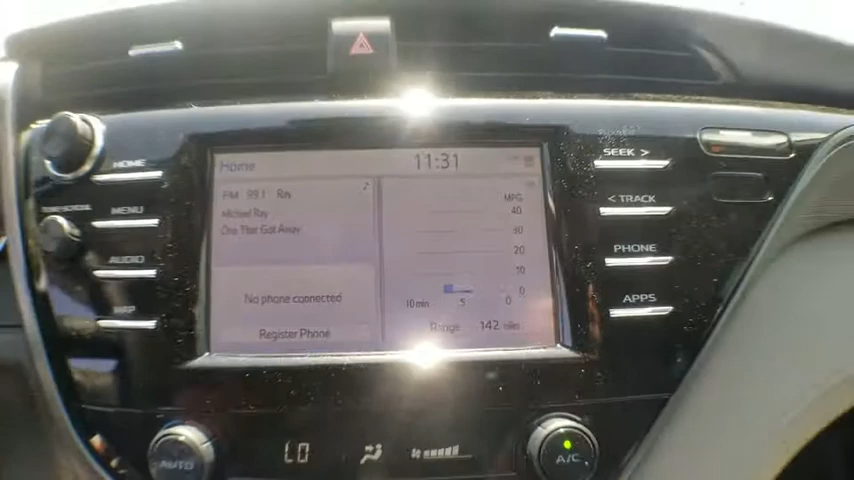 HOME
MENU
AUDIO
MAP
Home
11:31
FM 99.1
Michael Ray
One That Got Away
No phone connected
Register Phone
MPG
40
30
20
10
0
10 min
5
0
Range
142 miles
SEEK >
< TRACK
PHONE
APPS
AUTO
LO
A/C